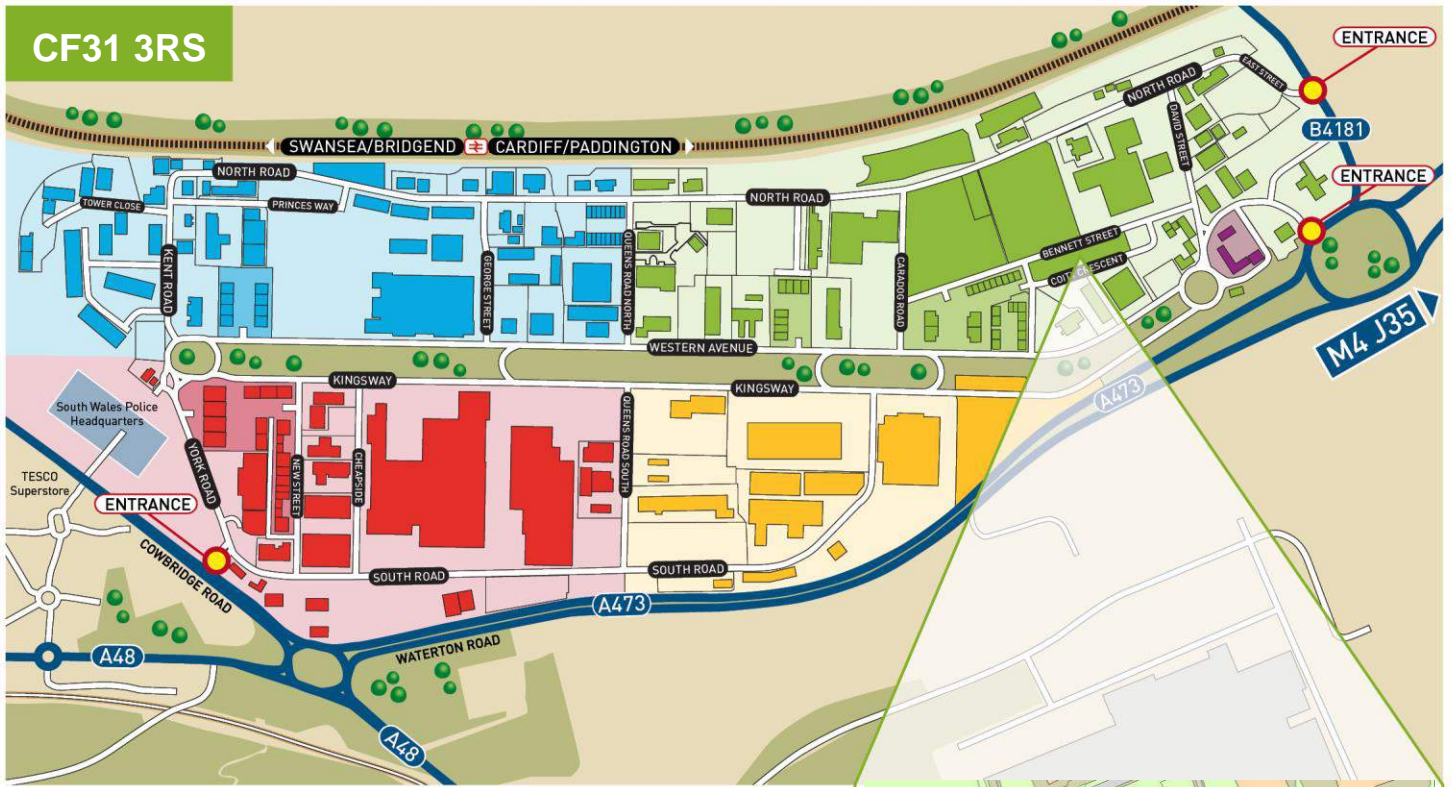 CF31 3RS
ENTRANCE
EAST STREET
NORTH ROAD
DAVID STREET
B4181
SWANSEA/BRIDGEND
CARDIFF/PADDINGTON
ENTRANCE
NORTH ROAD
TOWER CLOSE
PRINCES WAY
NORTH ROAD
KENT ROAD
GEORGE STREET
QUEENS ROAD NORTH
CARADOG ROAD
BENNETT STREET
CRESCENT
M4 J35
WESTERN AVENUE
KINGSWAY
KINGSWAY
A473
South Wales Police
Headquarters
YORK ROAD
NEW STREET
CHEAPSIDE
QUEENS ROAD SOUTH
TESCO
Superstore
ENTRANCE
COWBRIDGE ROAD
SOUTH ROAD
SOUTH ROAD
A473
WATERTON ROAD
A48
A48